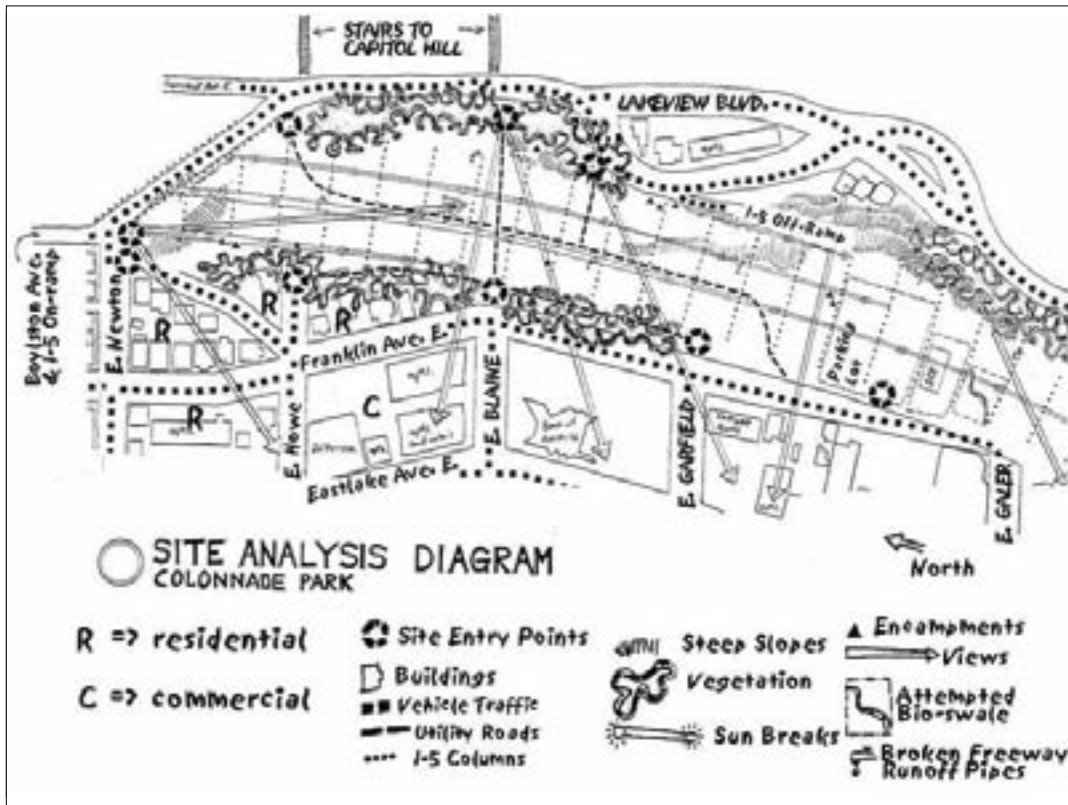 STAIRS TO
CAPITOL HILL
LAKEVIEW BLVD.
I-5 Off-Ramp
Boylston Ave.
& I-5 On-ramp
E. Newton
R
R
R
R
Franklin Ave. E.
Parking
Lot
E. Howe
C
E. BLAINE
E. GARFIELD
E. GALER
Eastlake Ave. E.
SITE ANALYSIS DIAGRAM
COLONNADE PARK
North
R => residential
C => commercial
Site Entry Points
Buildings
Vehicle Traffic
Utility Roads
I-5 Columns
Steep Slopes
Vegetation
Sun Breaks
Encampments
Views
Attempted
Bio-swale
Broken Freeway
Runoff Pipes